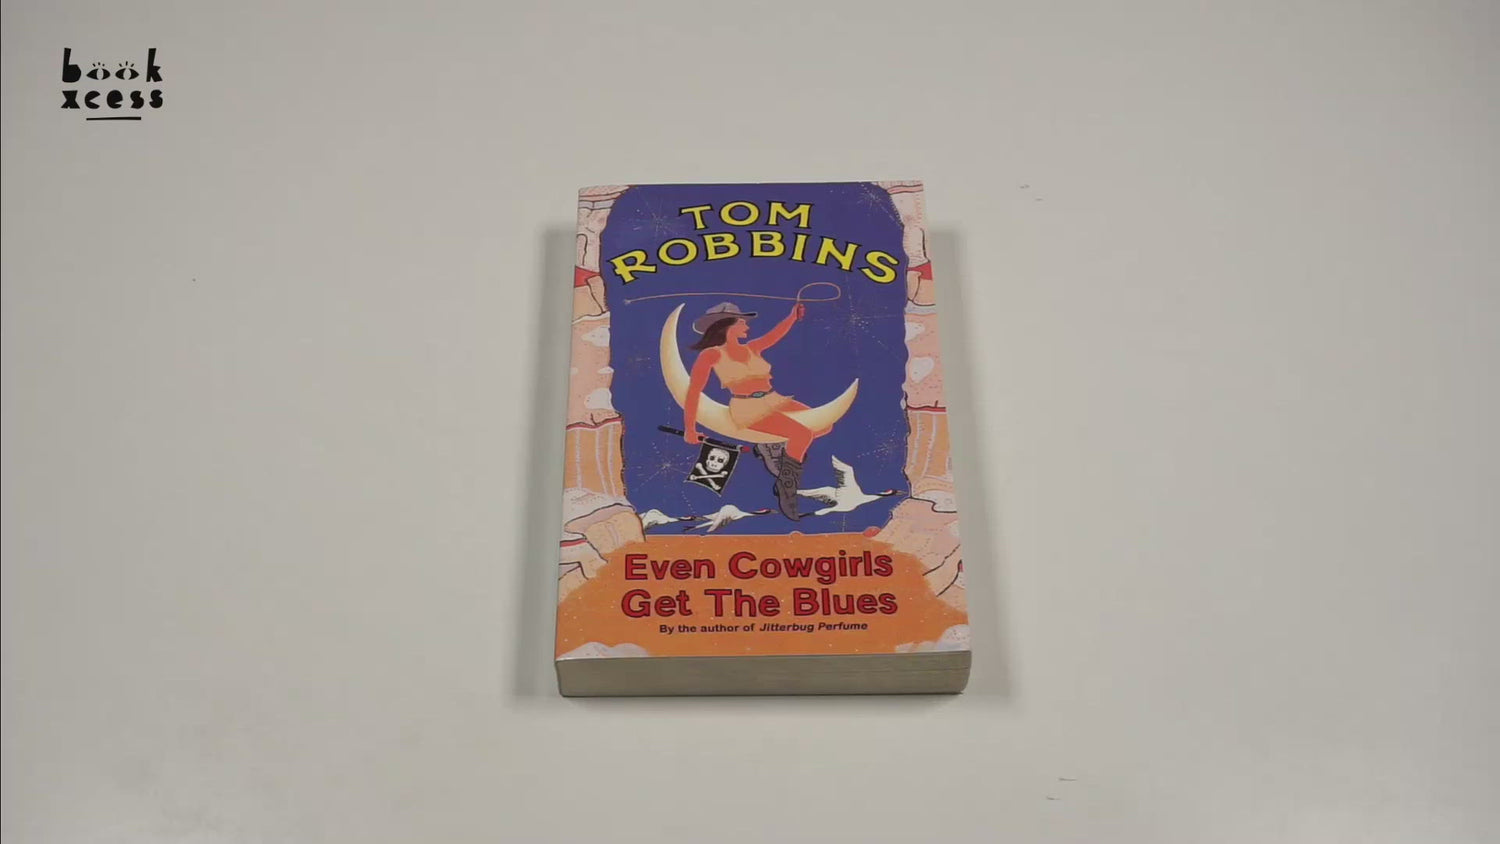 book
xcess
TOM
ROBBINS
Even Cowgirls
Get The Blues
By the author of Jitterbug Perfume